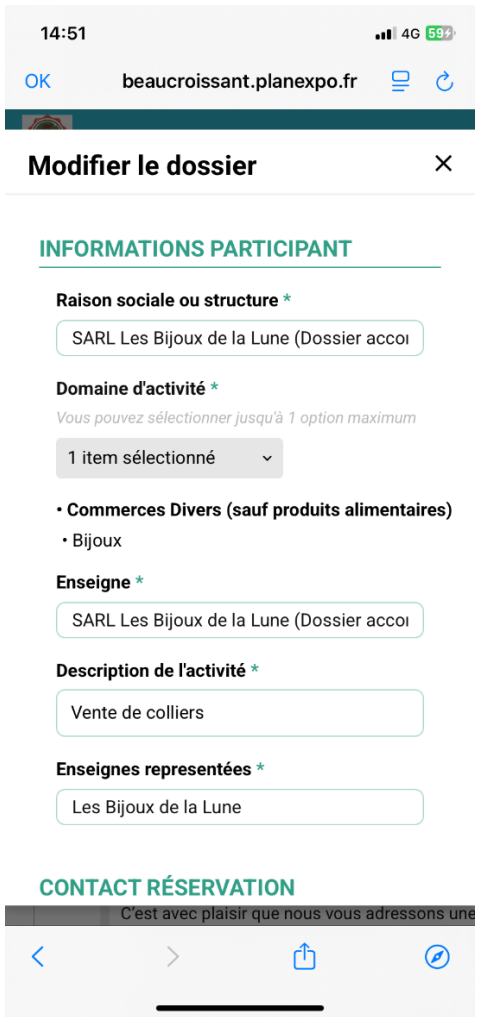 14:51
4G 59
OK
beaucroissant.planexpo.fr
Modifier le dossier
INFORMATIONS PARTICIPANT
Raison sociale ou structure *
SARL Les Bijoux de la Lune (Dossier accor
Domaine d'activité *
Vous pouvez sélectionner jusqu'à 1 option maximum
1 item sélectionné
• Commerces Divers (sauf produits alimentaires)
• Bijoux
Enseigne *
SARL Les Bijoux de la Lune (Dossier accor
Description de l'activité *
Vente de colliers
Enseignes representées *
Les Bijoux de la Lune
CONTACT RÉSERVATION
C'est avec plaisir que nous vous adressons une